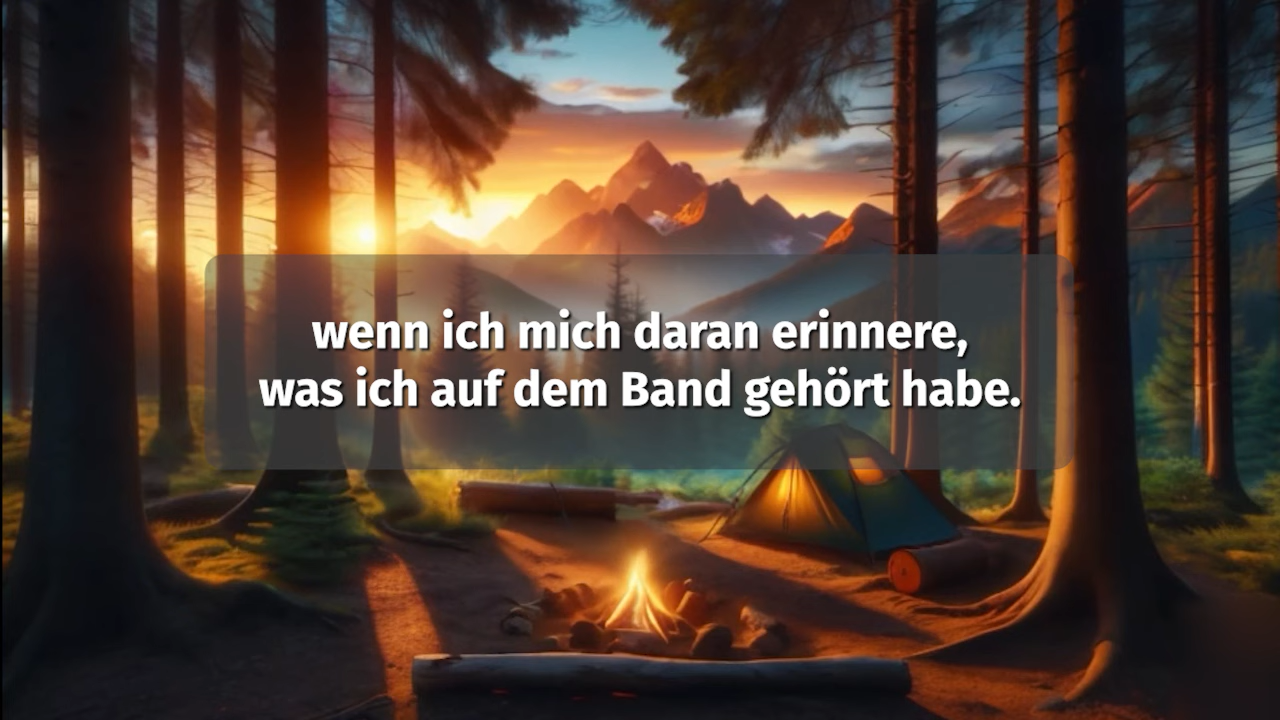 wenn ich mich daran erinnere,
was ich auf dem Band gehört habe.